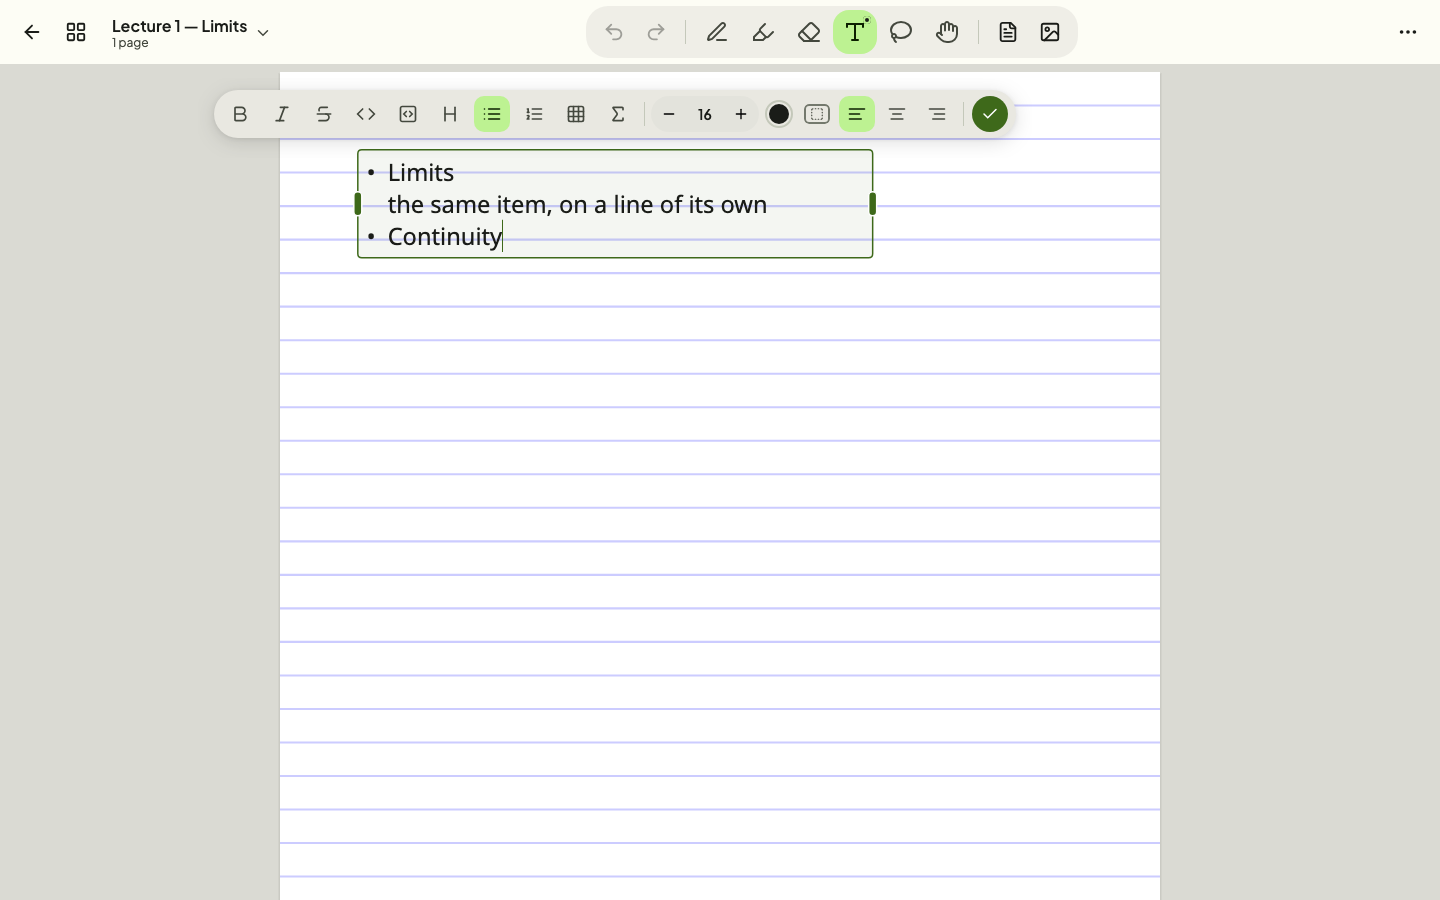 Lecture 1 — Limits
1 page
16
• Limits
the same item, on a line of its own
• Continuity